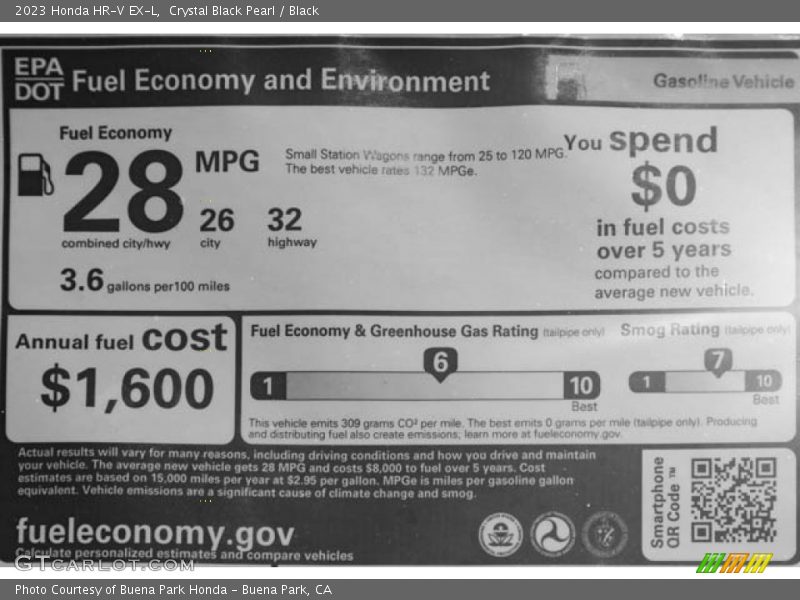 2023 Honda HR-V EX-L,  Crystal Black Pearl / Black
EPA
DOT
Fuel Economy and Environment
Gasoline Vehicle
Fuel Economy
28
MPG
combined city/hwy
26
city
32
highway
3.6 gallons per 100 miles
Small Station Wagons range from 25 to 120 MPG.
The best vehicle rates 132 MPGe.
You spend
$0
in fuel costs
over 5 years
compared to the
average new vehicle.
Annual fuel cost
$1,600
Fuel Economy & Greenhouse Gas Rating (tailpipe only)
6
1
10
Best
Smog Rating (tailpipe only)
7
1
10
Best
This vehicle emits 309 grams CO² per mile. The best emits 0 grams per mile (tailpipe only). Producing
and distributing fuel also create emissions; learn more at fueleconomy.gov.
Actual results will vary for many reasons, including driving conditions and how you drive and maintain
your vehicle. The average new vehicle gets 28 MPG and costs $8,000 to fuel over 5 years. Cost
estimates are based on 15,000 miles per year at $2.95 per gallon. MPGe is miles per gasoline gallon
equivalent. Vehicle emissions are a significant cause of climate change and smog.
fueleconomy.gov
Calculate personalized estimates and compare vehicles
Smartphone
QR Code™
GTCarLot.com
Photo Courtesy of Buena Park Honda - Buena Park, CA